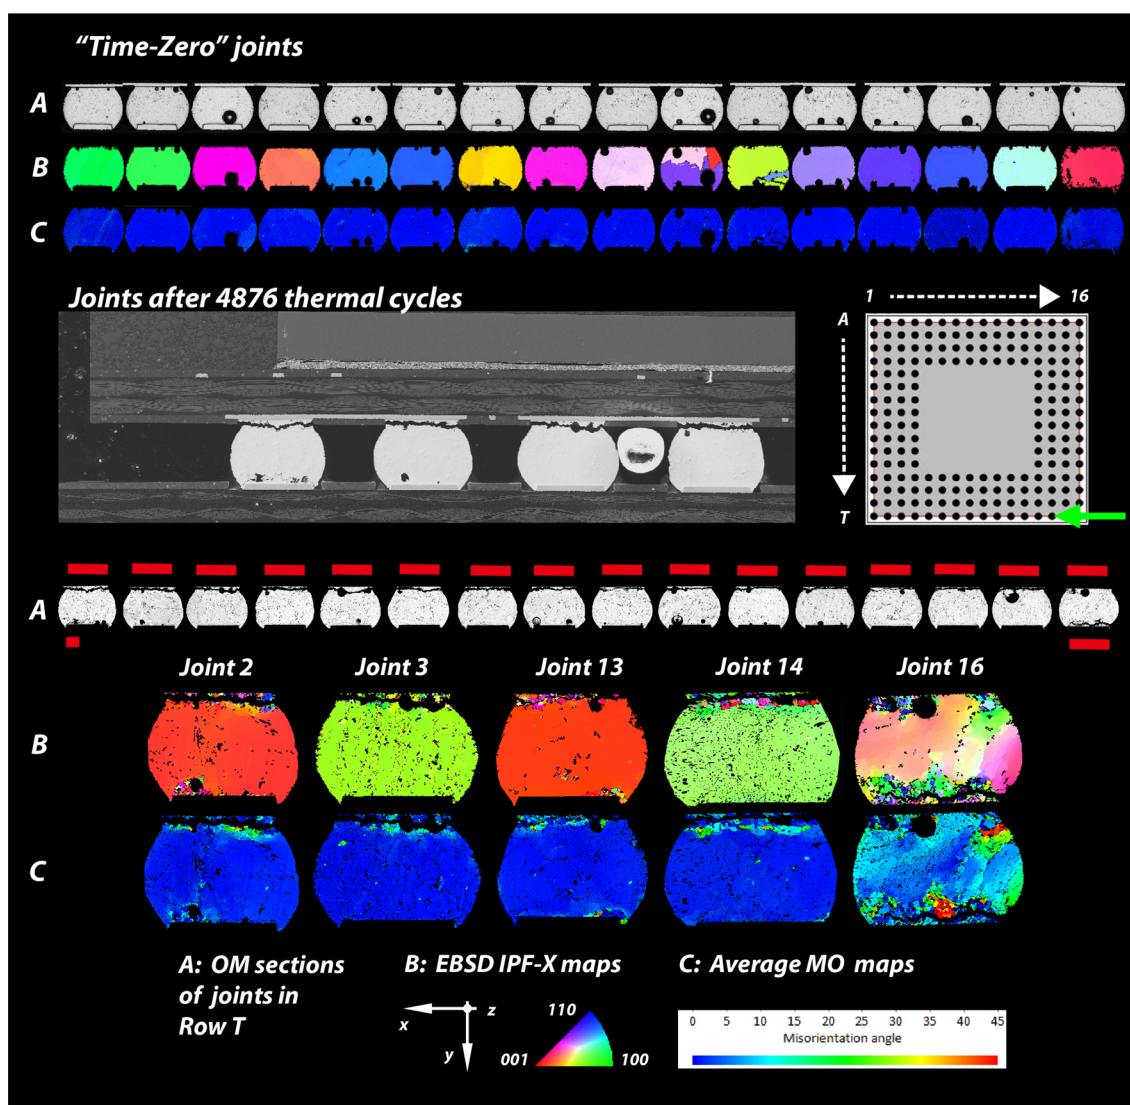 “Time-Zero” joints
A
B
C
Joints after 4876 thermal cycles
1 16
A
T
A
Joint 2 Joint 3 Joint 13 Joint 14 Joint 16
B
C
A: OM sections
of joints in
Row T
B: EBSD IPF-X maps
x z
y
110
001 100
C: Average MO maps
0 5 10 15 20 25 30 35 40 45
Misorientation angle